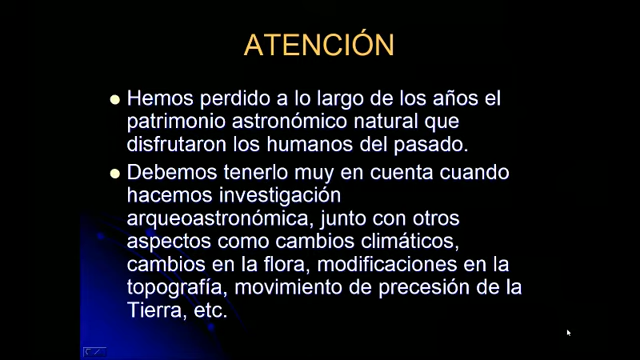 ATENCIÓN
Hemos perdido a lo largo de los años el
patrimonio astronómico natural que
disfrutaron los humanos del pasado.
Debemos tenerlo muy en cuenta cuando
hacemos investigación
arqueoastronómica, junto con otros
aspectos como cambios climáticos,
cambios en la flora, modificaciones en la
topografía, movimiento de precesión de la
Tierra, etc.